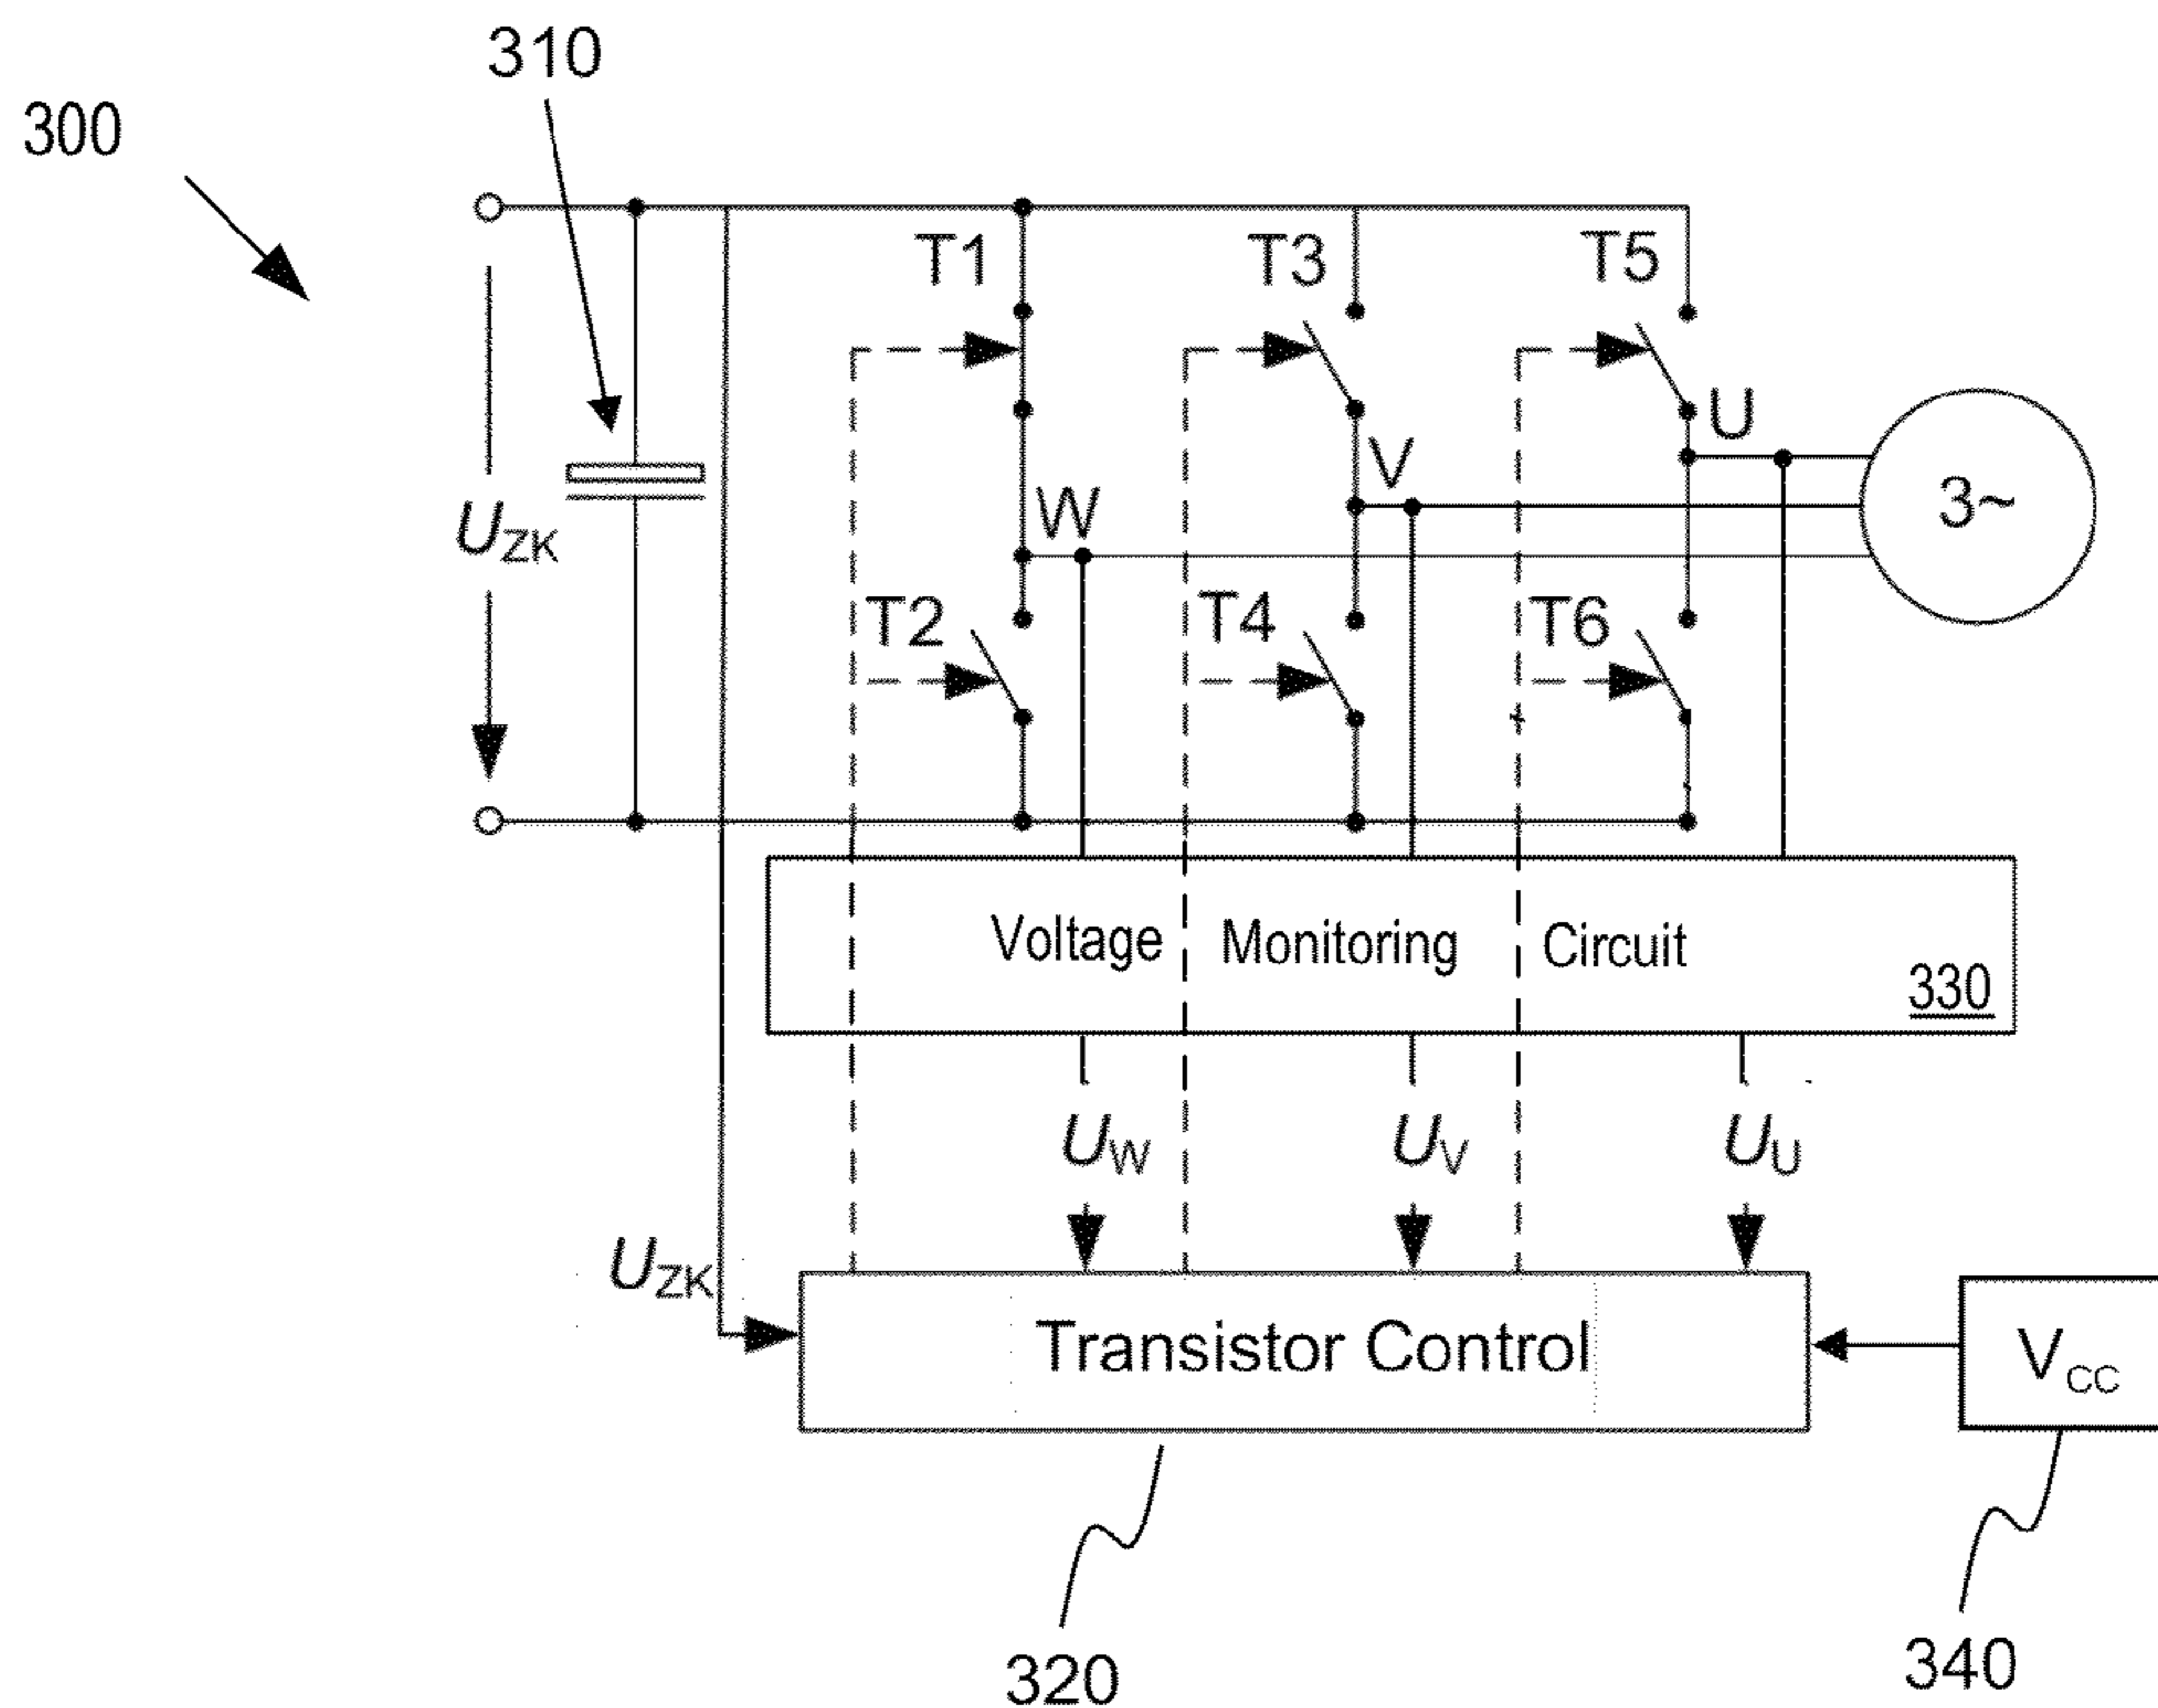 310
300
T1
T3
T5
U
V
3~
W
U_ZK
T2
T4
T6
Voltage Monitoring Circuit
330
U_W
U_V
U_U
U_ZK
Transistor Control
V_CC
320
340